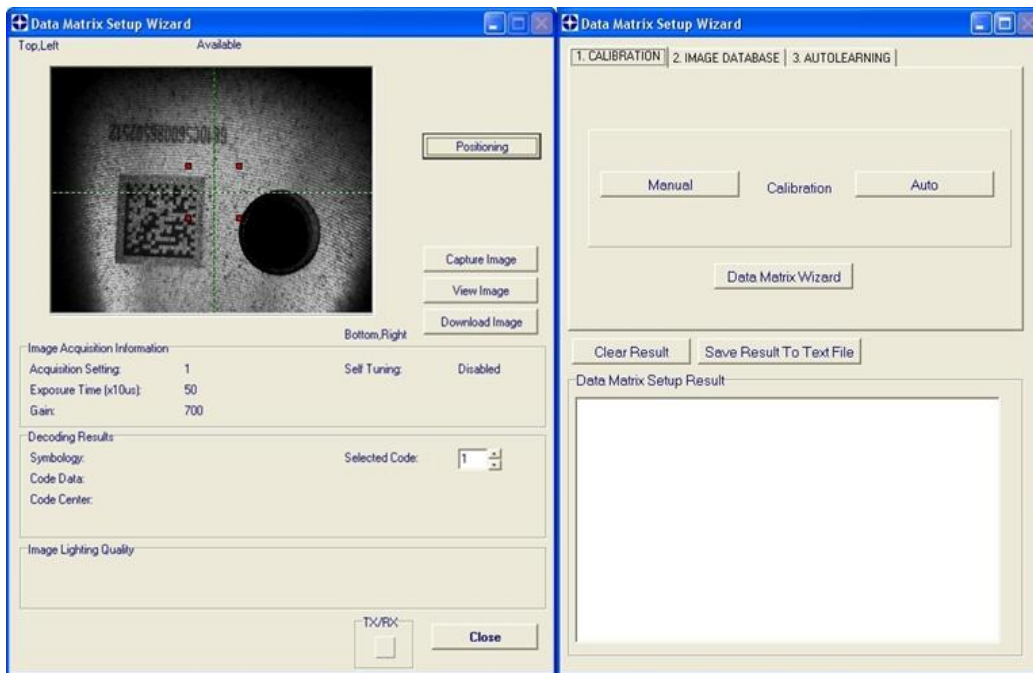 Data Matrix Setup Wizard
Top,Left
Available
Positioning
Capture Image
View Image
Download Image
Bottom,Right
Image Acquisition Information
Acquisition Setting: 1
Self Tuning: Disabled
Exposure Time (x10us): 50
Gain: 700
Decoding Results
Symbology:
Selected Code: 1
Code Data:
Code Center:
Image Lighting Quality
TX/RX
Close
Data Matrix Setup Wizard
1. CALIBRATION
2. IMAGE DATABASE
3. AUTOLEARNING
Manual
Calibration
Auto
Data Matrix Wizard
Clear Result
Save Result To Text File
Data Matrix Setup Result